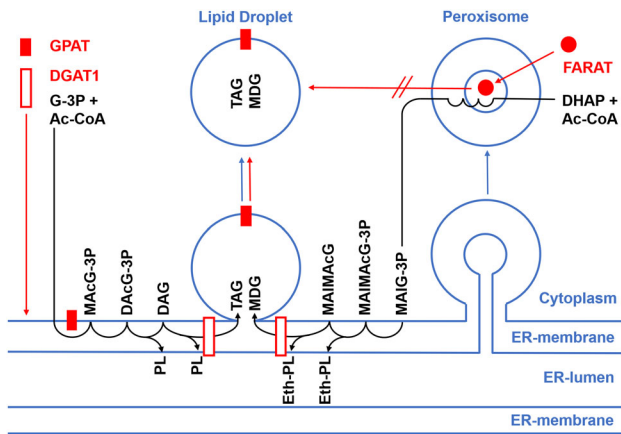 Lipid Droplet
Peroxisome
GPAT
DGAT1
G-3P +
Ac-CoA
TAG
MDG
FARAT
DHAP +
Ac-CoA
MAcG-3P
DAcG-3P
DAG
TAG
MDG
MAIMAcG
MAIMAcG-3P
MAIG-3P
Cytoplasm
ER-membrane
PL
PL
Eth-PL
Eth-PL
ER-lumen
ER-membrane